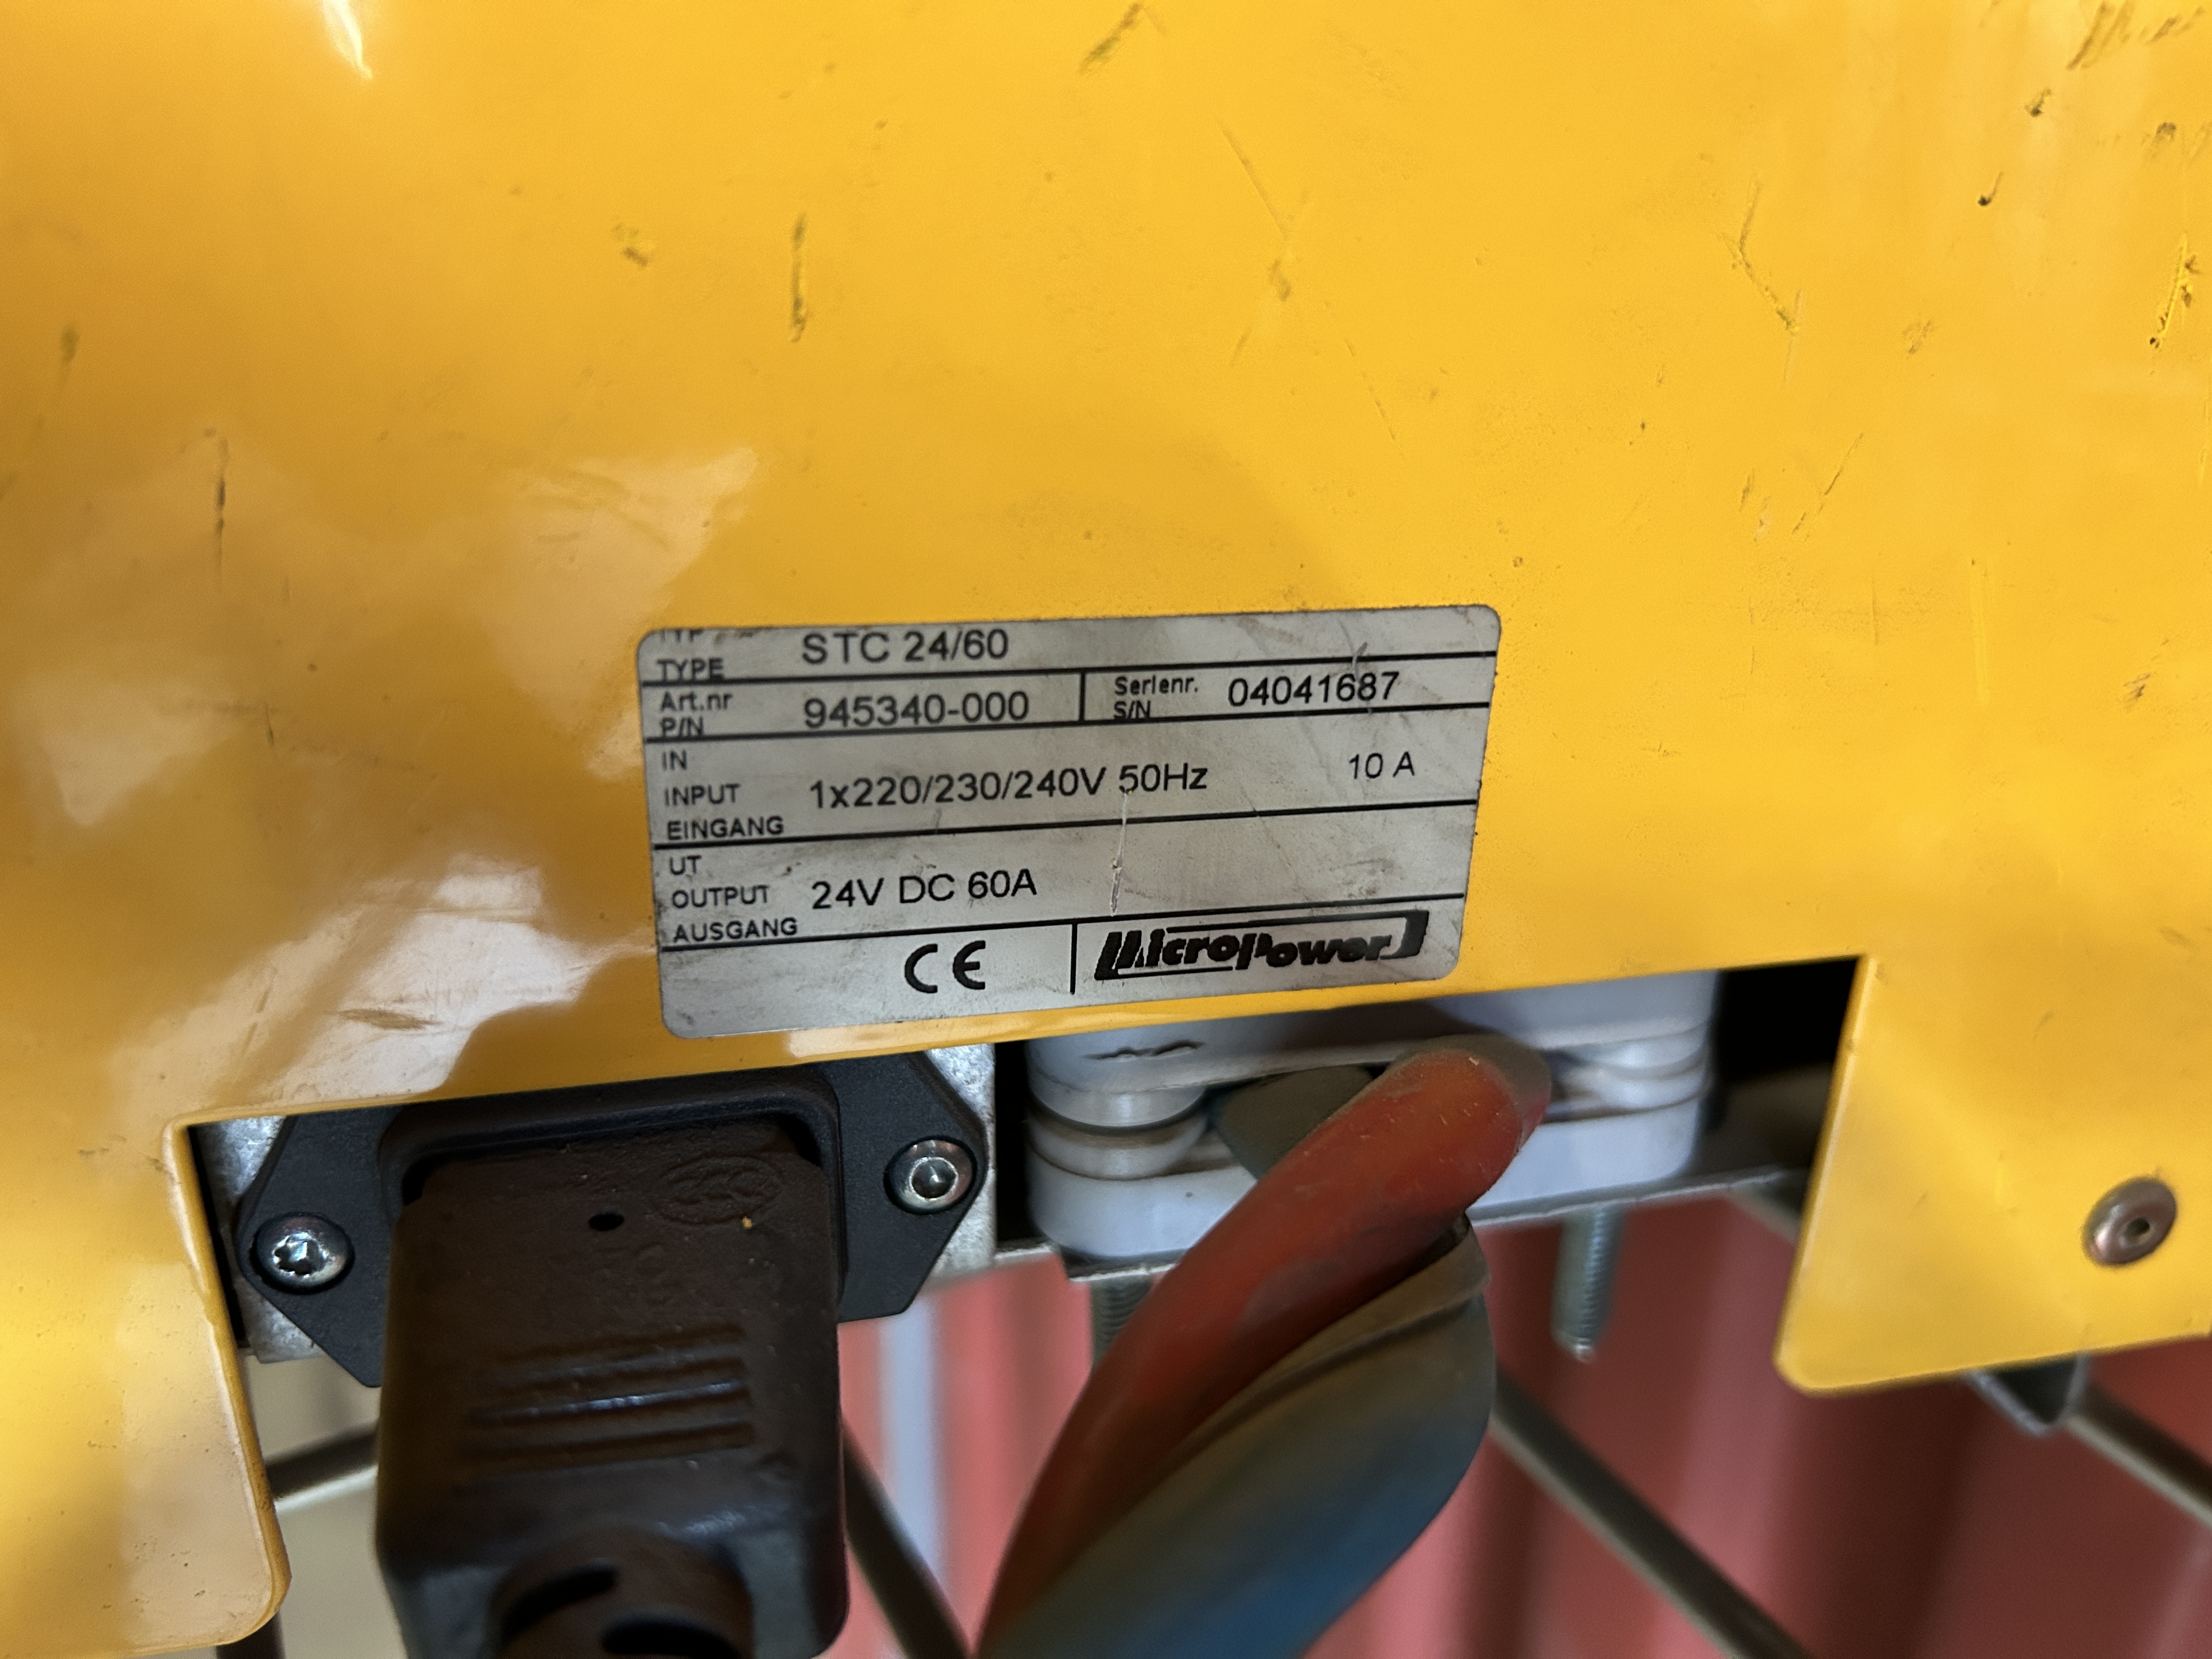 TYP
TYPE STC 24/60
Art.nr
P/N 945340-000
Serienr.
S/N 04041687
IN
INPUT 1x220/230/240V 50Hz 10 A
EINGANG
UT
OUTPUT 24V DC 60A
AUSGANG
CE MicroPower